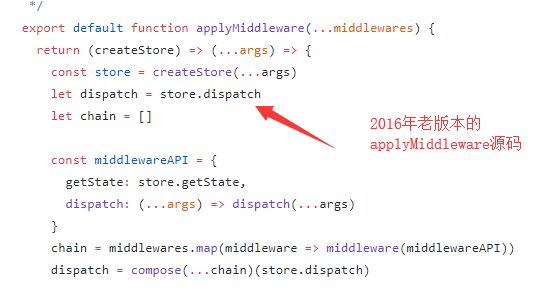 */
export default function applyMiddleware(...middlewares) {
  return (createStore) => (...args) => {
    const store = createStore(...args)
    let dispatch = store.dispatch
    let chain = []
2016年老版本的
applyMiddleware源码
    const middlewareAPI = {
      getState: store.getState,
      dispatch: (...args) => dispatch(...args)
    }
    chain = middlewares.map(middleware => middleware(middlewareAPI))
    dispatch = compose(...chain)(store.dispatch)